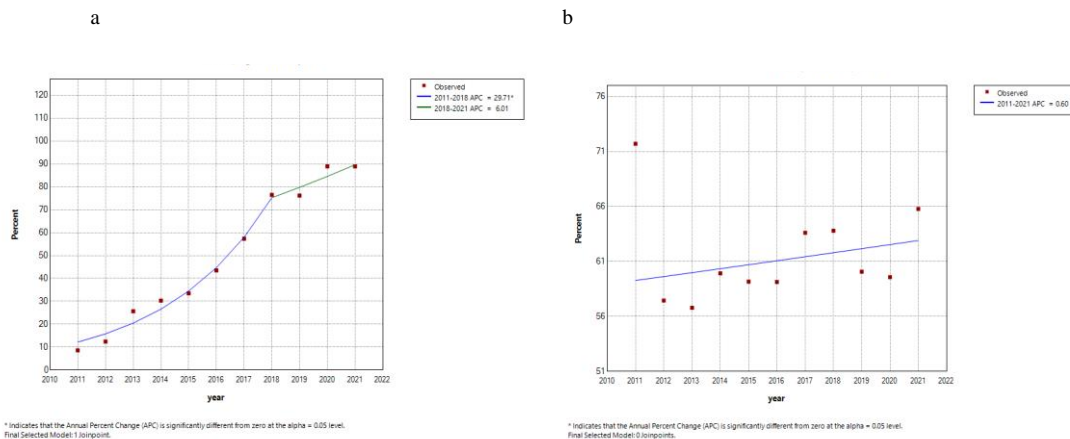 a
b
Observed
2011-2018 APC = 29.71*
2018-2021 APC = 6.01
120
110
100
90
80
70
60
50
40
30
20
10
0
Percent
2010 2011 2012 2013 2014 2015 2016 2017 2018 2019 2020 2021 2022
year
* Indicates that the Annual Percent Change (APC) is significantly different from zero at the alpha = 0.05 level.
Final Selected Model: 1 Joinpoint.
Observed
2011-2021 APC = 0.60
76
71
66
61
56
51
Percent
2010 2011 2012 2013 2014 2015 2016 2017 2018 2019 2020 2021 2022
year
* Indicates that the Annual Percent Change (APC) is significantly different from zero at the alpha = 0.05 level.
Final Selected Model: 0 Joinpoints.